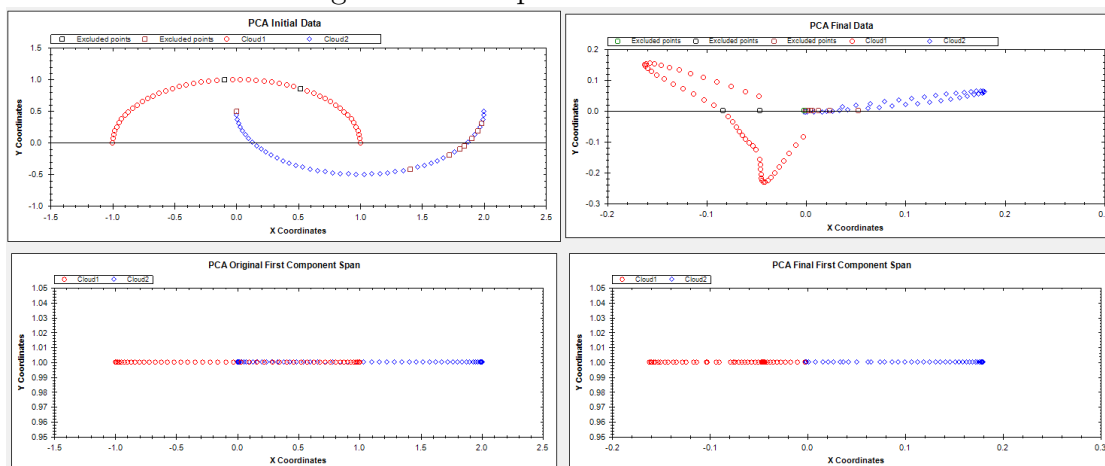 PCA Initial Data
Excluded points Excluded points Cloud1 Cloud2
1.5
1.0
0.5
0.0
-0.5
-1.0
Y Coordinates
-1.5 -1.0 -0.5 0.0 0.5 1.0 1.5 2.0 2.5
X Coordinates
PCA Final Data
Excluded points Excluded points Excluded points Cloud1 Cloud2
0.2
0.1
0.0
-0.1
-0.2
-0.3
Y Coordinates
-0.2 -0.1 0.0 0.1 0.2
X Coordinates
PCA Original First Component Span
Cloud1 Cloud2
1.05
1.04
1.03
1.02
1.01
1.00
0.99
0.98
0.97
0.96
0.95
Y Coordinates
-1.5 -1.0 -0.5 0.0 0.5 1.0 1.5 2.0 2.5
X Coordinates
PCA Final First Component Span
Cloud1 Cloud2
1.05
1.04
1.03
1.02
1.01
1.00
0.99
0.98
0.97
0.96
0.95
Y Coordinates
-0.2 -0.1 0.0 0.1 0.2 0.3
X Coordinates